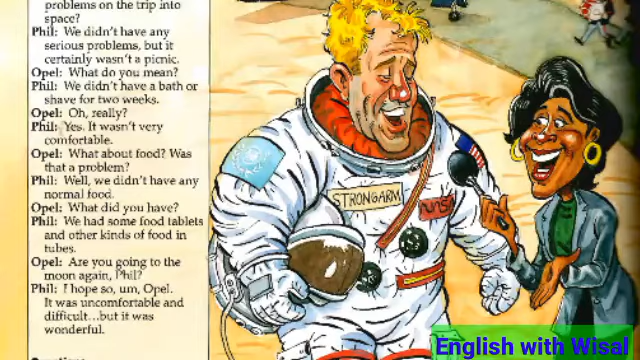 problems on the trip into
space?
Phil: We didn't have any
serious problems, but it
certainly wasn't a picnic.
Opel: What do you mean?
Phil: We didn't have a bath or
shave for two weeks.
Opel: Oh, really?
Phil: Yes. It wasn't very
comfortable.
Opel: What about food? Was
that a problem?
Phil: Well, we didn't have any
normal food.
Opel: What did you have?
Phil: We had some food tablets
and other kinds of food in
tubes.
Opel: Are you going to the
moon again, Phil?
Phil: I hope so, um, Opel.
It was uncomfortable and
difficult...but it was
wonderful.
STRONGARM
NASA
English with Wisal